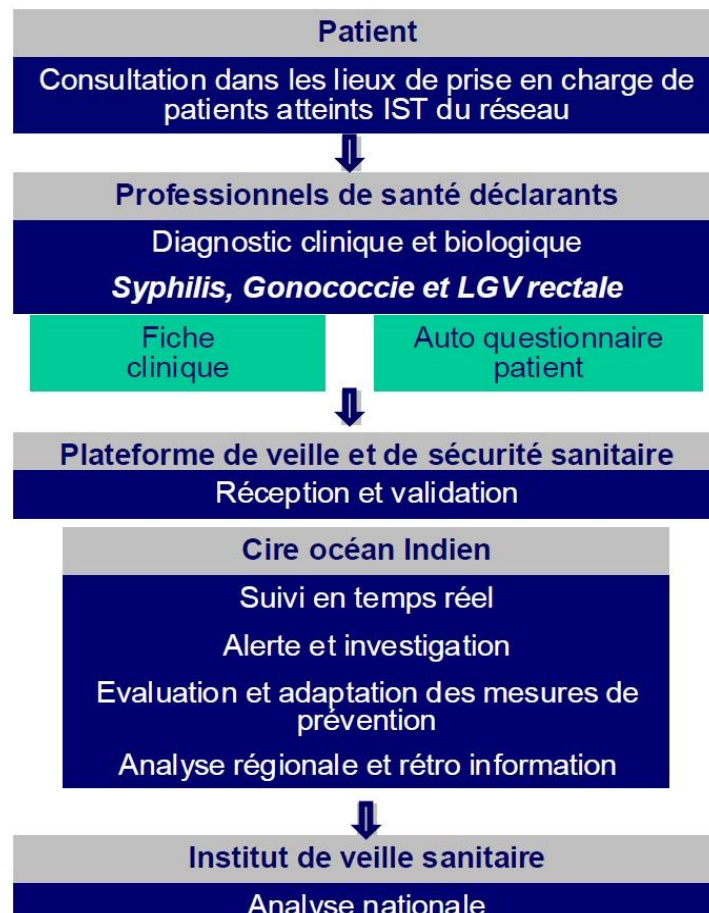 Patient
Consultation dans les lieux de prise en charge de
patients atteints IST du réseau
Professionnels de santé déclarants
Diagnostic clinique et biologique
Syphilis, Gonococcie et LGV rectale
Fiche
clinique
Auto questionnaire
patient
Plateforme de veille et de sécurité sanitaire
Réception et validation
Cire océan Indien
Suivi en temps réel
Alerte et investigation
Evaluation et adaptation des mesures de
prévention
Analyse régionale et rétro information
Institut de veille sanitaire
Analyse nationale